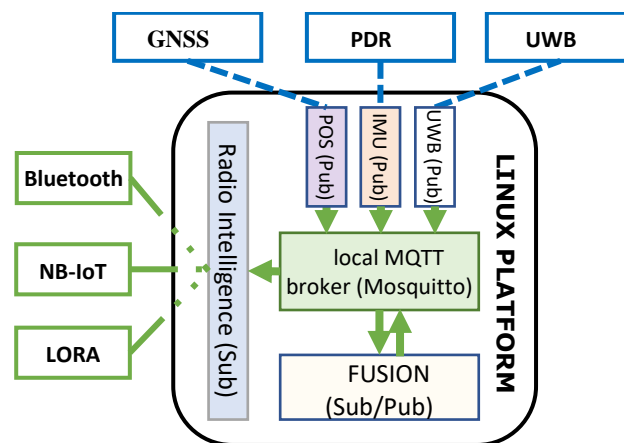 GNSS
PDR
UWB
POS (Pub)
IMU (Pub)
UWB (Pub)
LINUX PLATFORM
Radio Intelligence (Sub)
Bluetooth
NB-IoT
LORA
local MQTT
broker (Mosquitto)
FUSION
(Sub/Pub)